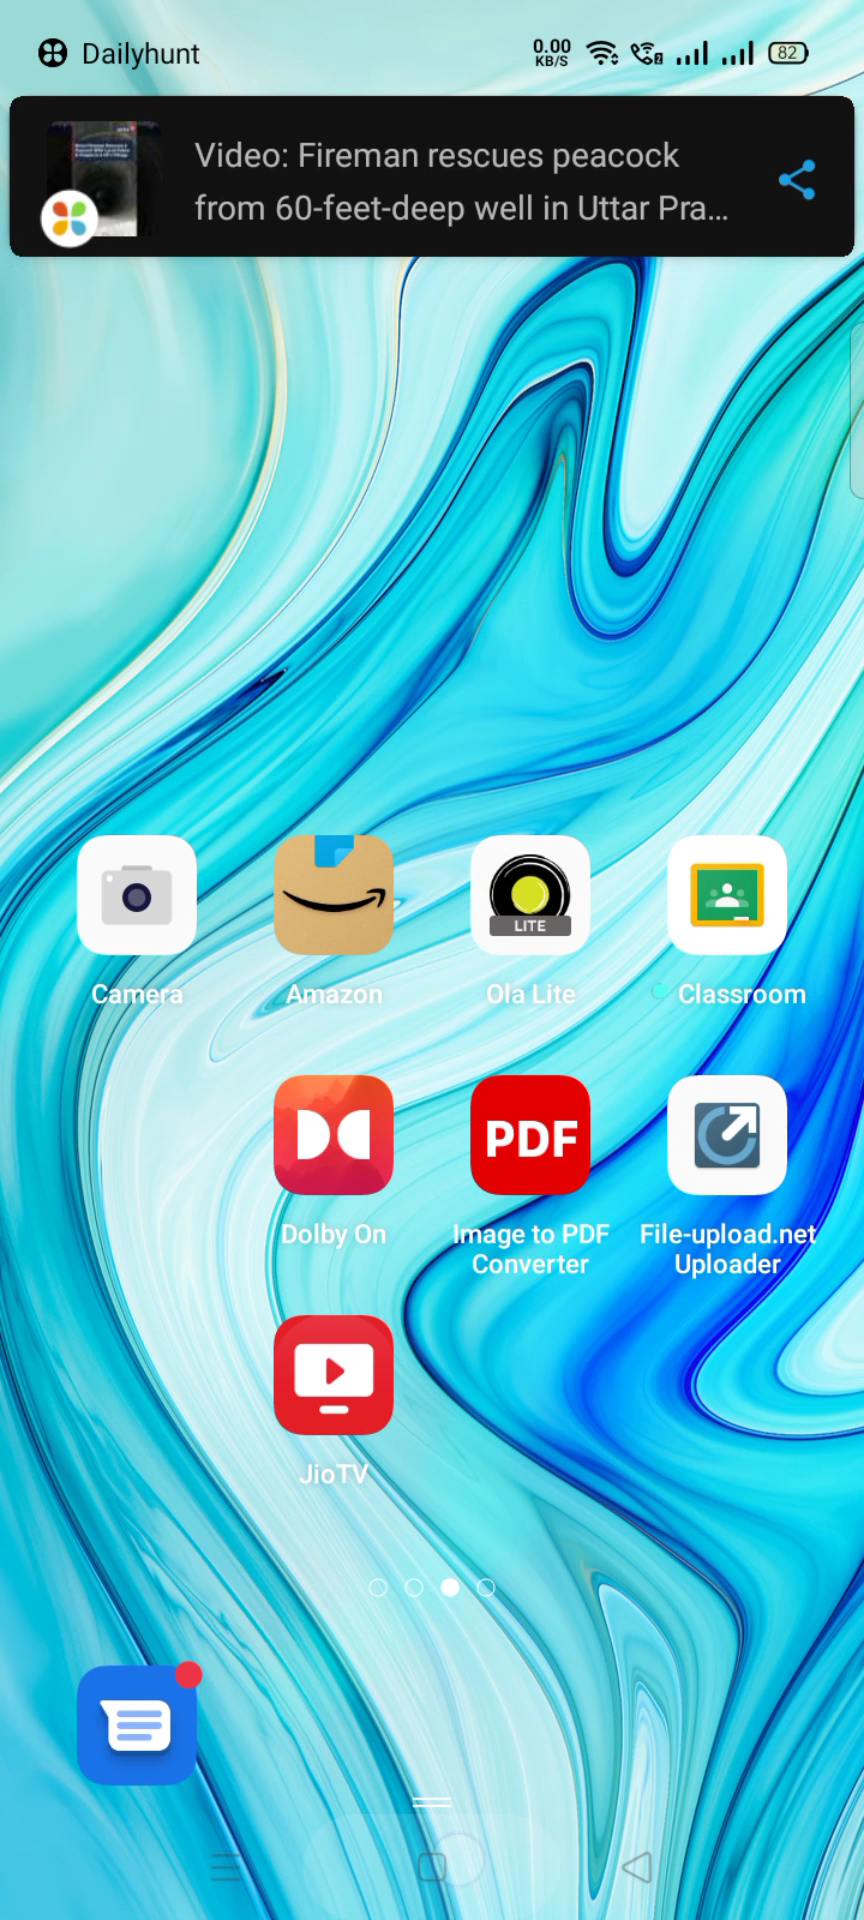 Dailyhunt
0.00
KB/S
82
Video: Fireman rescues peacock
from 60-feet-deep well in Uttar Pra...
LITE
Camera
Amazon
Ola Lite
Classroom
PDF
Dolby On
Image to PDF
Converter
File-upload.net
Uploader
JioTV